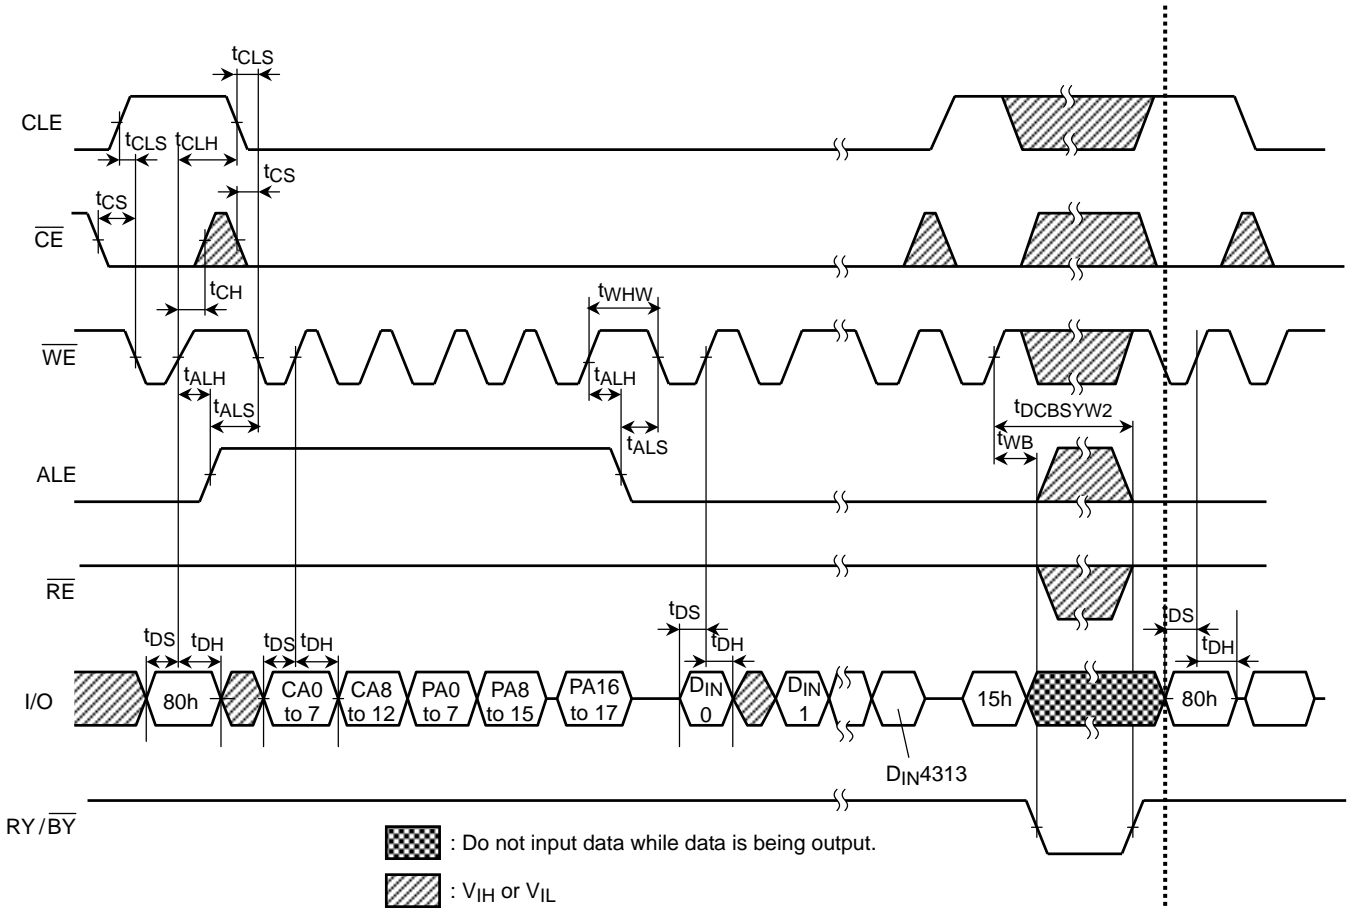 tCLS
CLE
tCLS
tCLH
tCS
tCS
CE
tCH
tWHW
WE
tALH
tALH
tALS
tDCBSYW2
tALS
tWB
ALE
RE
tDS
tDH
tDS
tDH
tDS
tDH
DS
tDH
I/O
80h
CA0 to 7
CA8 to 12
PA0 to 7
PA8 to 15
PA16 to 17
DIN 0
DIN 1
15h
80h
DIN4313
RY/BY
: Do not input data while data is being output.
: VIH or VIL